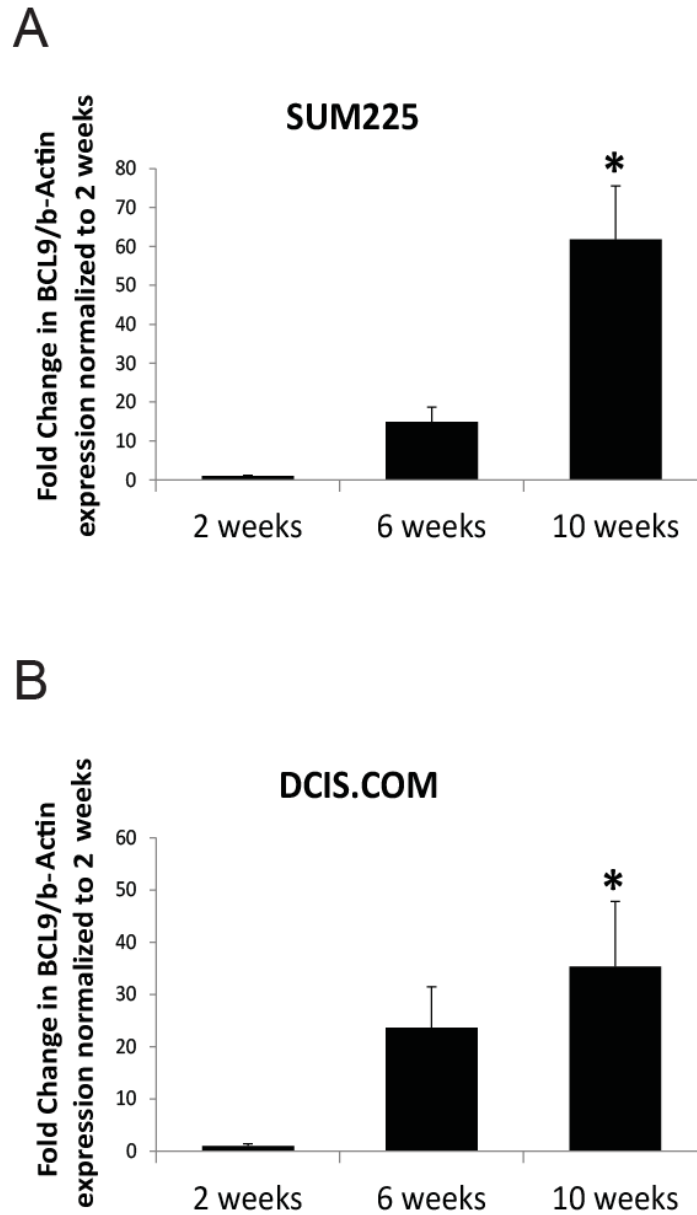 A
SUM225
Fold Change in BCL9/b-Actin
expression normalized to 2 weeks
80
70
60
50
40
30
20
10
0
*
2 weeks 6 weeks 10 weeks
B
DCIS.COM
Fold Change in BCL9/b-Actin
expression normalized to 2 weeks
60
50
40
30
20
10
0
*
2 weeks 6 weeks 10 weeks